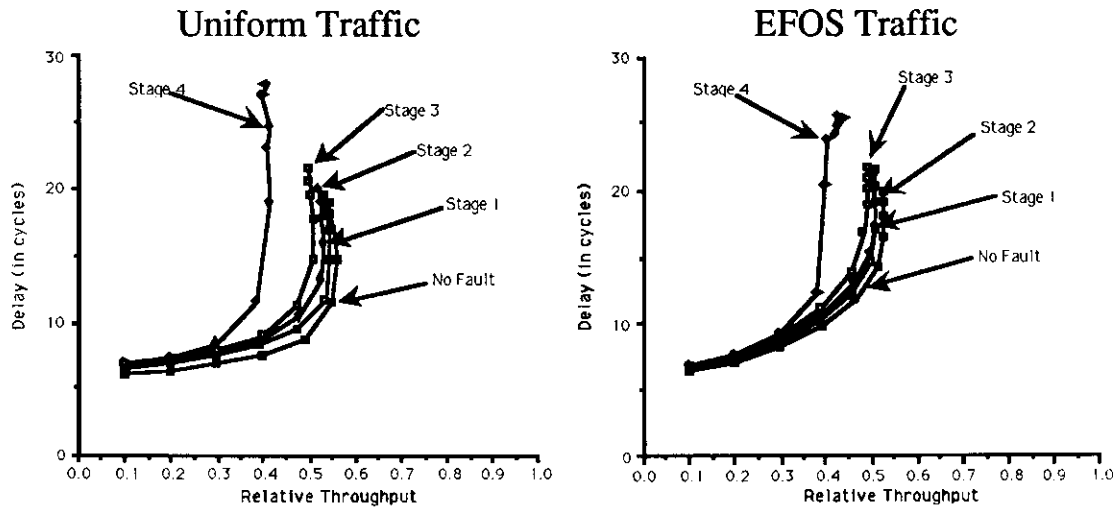 Uniform Traffic
30
20
10
0
Delay (in cycles)
Stage 4
Stage 3
Stage 2
Stage 1
No Fault
0.0 0.1 0.2 0.3 0.4 0.5 0.6 0.7 0.8 0.9 1.0
Relative Throughput
EFOS Traffic
30
20
10
0
Delay (in cycles)
Stage 4
Stage 3
Stage 2
Stage 1
No Fault
0.0 0.1 0.2 0.3 0.4 0.5 0.6 0.7 0.8 0.9 1.0
Relative Throughput